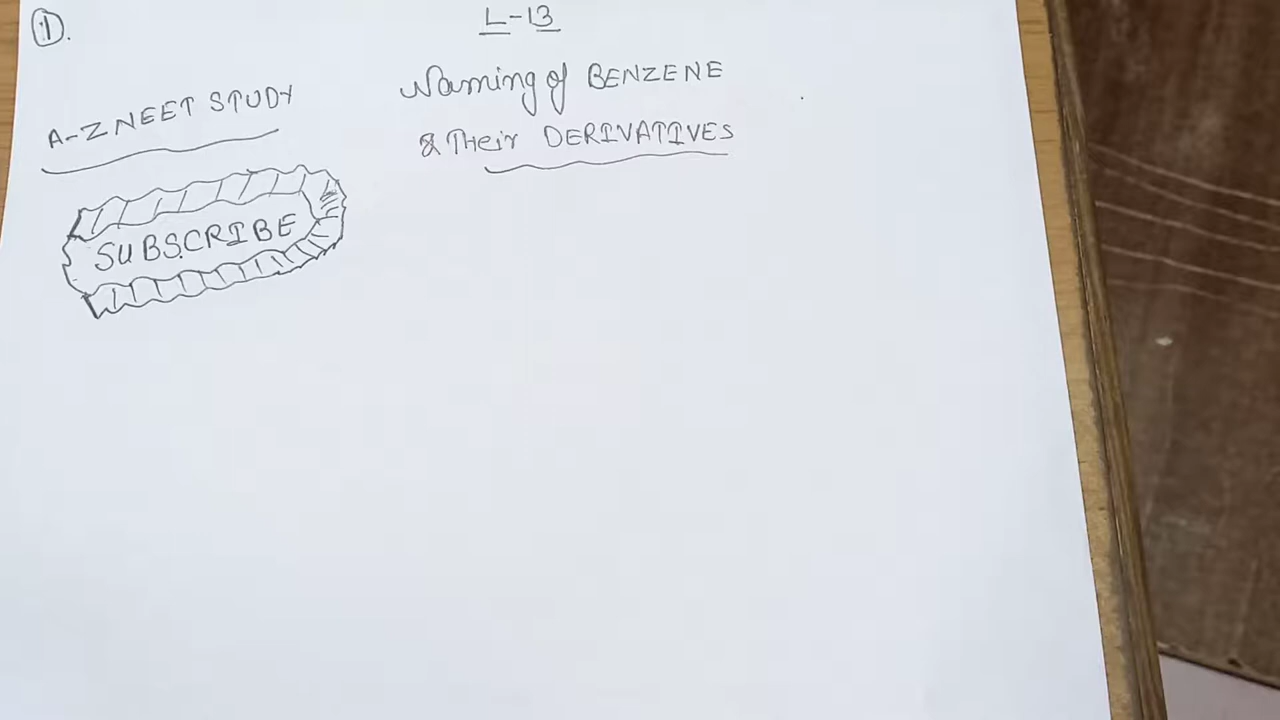 ①.
L-13
Naming of BENZENE
& Their DERIVATIVES
A-Z NEET STUDY
SUBSCRIBE